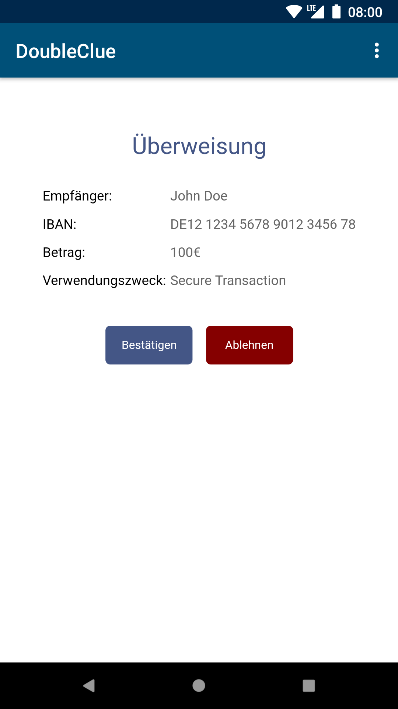 LTE 08:00
DoubleClue
Überweisung
Empfänger: John Doe
IBAN: DE12 1234 5678 9012 3456 78
Betrag: 100€
Verwendungszweck: Secure Transaction
Bestätigen Ablehnen